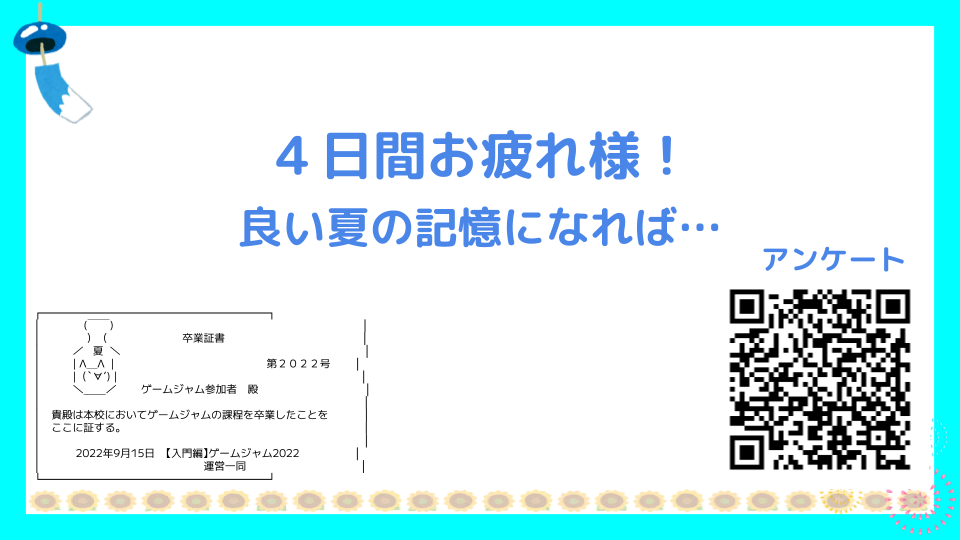 ４日間お疲れ様！
良い夏の記憶になれば…
アンケート
卒業証書
夏
第２０２２号
ゲームジャム参加者　殿
貴殿は本校においてゲームジャムの課程を卒業したことを
ここに証する。
2022年9月15日　【入門編】ゲームジャム2022
運営一同